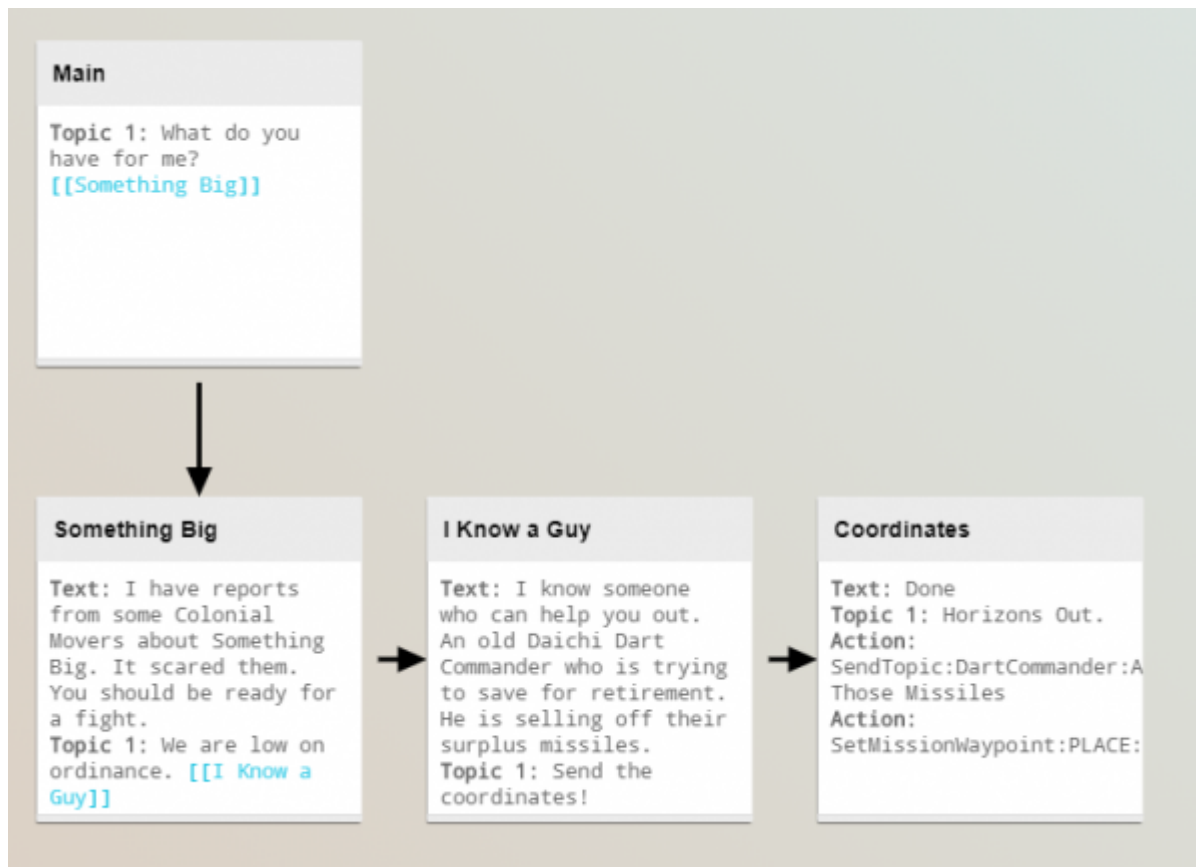 Main
Topic 1: What do you
have for me?
[[Something Big]]
Something Big
Text: I have reports
from some Colonial
Movers about Something
Big. It scared them.
You should be ready for
a fight.
Topic 1: We are low on
ordinance. [[I Know a
Guy]]
I Know a Guy
Text: I know someone
who can help you out.
An old Daichi Dart
Commander who is trying
to save for retirement.
He is selling off their
surplus missiles.
Topic 1: Send the
coordinates!
Coordinates
Text: Done
Topic 1: Horizons Out.
Action:
SendTopic:DartCommander:A
Those Missiles
Action:
SetMissionWaypoint:PLACE: